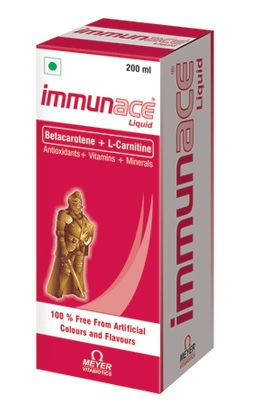 200 ml
immunace®
Liquid
Betacarotene + L-Carnitine
Antioxidants + Vitamins + Minerals
100 % Free From Artificial
Colours and Flavours
MEYER
VITABIOTICS
immunace®
Liquid
MEYER
VITABIOTICS